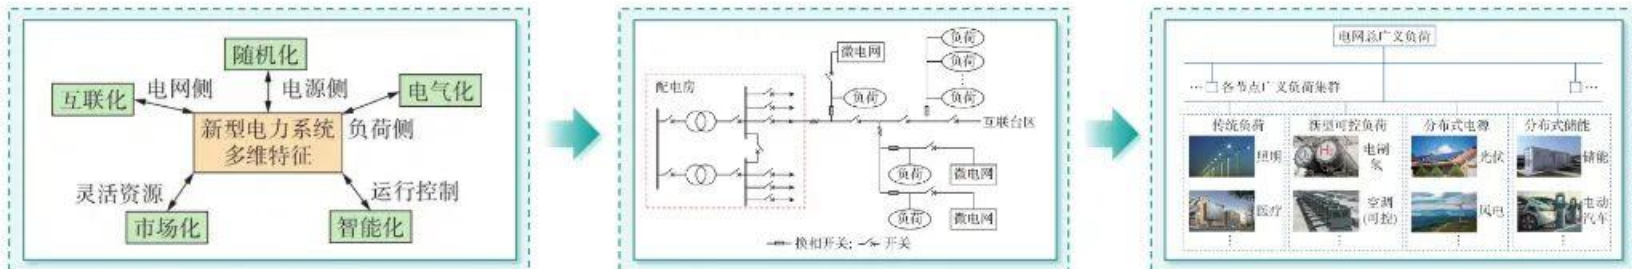 随机化
电网侧
电源侧
互联化
电气化
新型电力系统
多维特征
负荷侧
灵活资源
运行控制
市场化
智能化
配电房
微电网
负荷
负荷
负荷
负荷
负荷
互联台区
负荷
微电网
负荷
微电网
换相开关;
开关
电网总广义负荷
…
各节点广义负荷集群
…
传统负荷
新型可控负荷
分布式电源
分布式储能
照明
电制
氢
光伏
储能
医疗
空调
(可控)
风电
电动
汽车